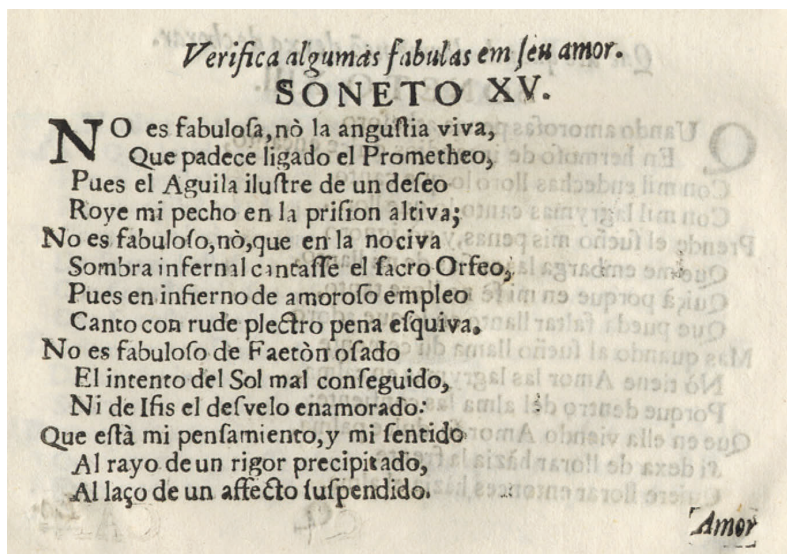 Verifica algumas fabulas em ſeu amor.
SONETO XV.
NO es fabuloſa, nò la anguſtia viva,
Que padece ligado el Prometheo,
Pues el Aguila iluſtre de un deſeo
Roye mi pecho en la priſion altiva;
No es fabuloſo, nò, que en la nociva
Sombra infernal cantaſſe el ſacro Orfeo,
Pues en infierno de amoroſo empleo
Canto con rude plectro pena eſquiva.
No es fabuloſo de Faetòn oſado
El intento del Sol mal conſeguido,
Ni de Iſis el deſvelo enamorado:
Que eſtà mi penſamiento, y mi ſentido
Al rayo de un rigor precipitado,
Al laço de un affecto ſuſpendido.
Amor